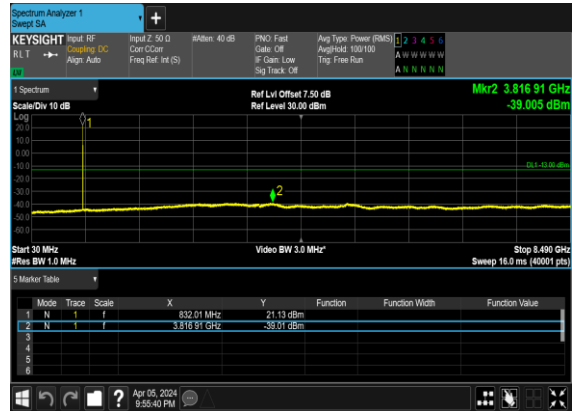 Spectrum Analyzer 1
Swept SA
KEYSIGHT Input: RF Input Z: 50 Ω #Atten: 40 dB PNO: Fast Avg Type: Power (RMS) 1 2 3 4 5 6
RLT Coupling: DC Corr CCorr Gate: Off Avg|Hold: 100/100 A W W W W W
Align: Auto Freq Ref: Int (S) IF Gain: Low Trig: Free Run
Sig Track: Off A N N N N N
1 Spectrum Ref Lvl Offset 7.50 dB Mkr2 3.816 91 GHz
Scale/Div 10 dB Ref Level 30.00 dBm -39.005 dBm
Log
20.0
10.0
0.00
-10.0
-20.0
-30.0
-40.0
-50.0
-60.0
1
DL1 -13.00 dBm
2
Start 30 MHz Video BW 3.0 MHz* Stop 8.490 GHz
#Res BW 1.0 MHz Sweep 16.0 ms (40001 pts)
5 Marker Table
Mode Trace Scale X Y Function Function Width Function Value
1 N 1 f 832.01 MHz 21.13 dBm
2 N 1 f 3.816 91 GHz -39.01 dBm
3
4
5
6
? Apr 05, 2024
9:55:40 PM